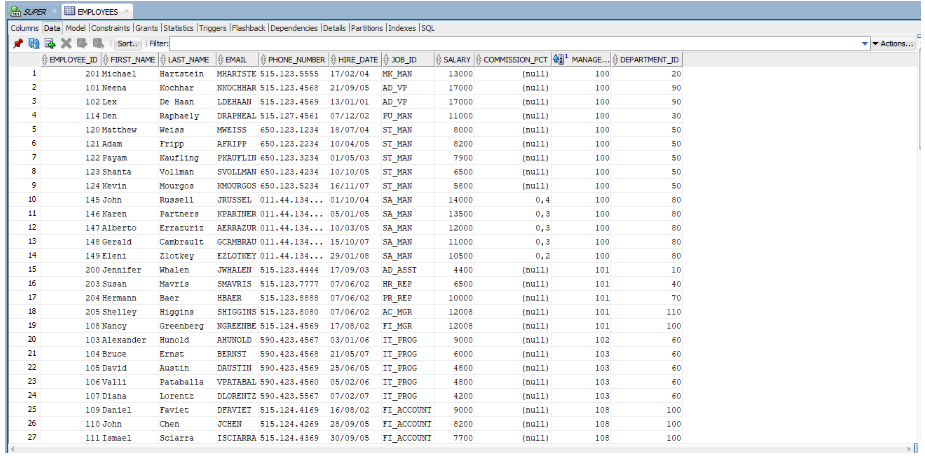 SUPER EMPLOYEES
Columns Data Model Constraints Grants Statistics Triggers Flashback Dependencies Details Partitions Indexes SQL
Sort.. Filter: Actions...
EMPLOYEE_ID FIRST_NAME LAST_NAME EMAIL PHONE_NUMBER HIRE_DATE JOB_ID SALARY COMMISSION_PCT 1 MANAGE... DEPARTMENT_ID
1 201 Michael Hartstein MHARTSTE 515.123.5555 17/02/04 MK_MAN 13000 (null) 100 20
2 101 Neena Kochhar NKOCHHAR 515.123.4568 21/09/05 AD_VP 17000 (null) 100 90
3 102 Lex De Haan LDEHAAN 515.123.4569 13/01/01 AD_VP 17000 (null) 100 90
4 114 Den Raphaely DRAPHEAL 515.127.4561 07/12/02 PU_MAN 11000 (null) 100 30
5 120 Matthew Weiss MWEISS 650.123.1234 18/07/04 ST_MAN 8000 (null) 100 50
6 121 Adam Fripp AFRIPP 650.123.2234 10/04/05 ST_MAN 8200 (null) 100 50
7 122 Payam Kaufling PKAUFLIN 650.123.3234 01/05/03 ST_MAN 7900 (null) 100 50
8 123 Shanta Vollman SVOLLMAN 650.123.4234 10/10/05 ST_MAN 6500 (null) 100 50
9 124 Kevin Mourgos KMOURGOS 650.123.5234 16/11/07 ST_MAN 5800 (null) 100 50
10 145 John Russell JRUSSEL 011.44.134... 01/10/04 SA_MAN 14000 0,4 100 80
11 146 Karen Partners KPARTNER 011.44.134... 05/01/05 SA_MAN 13500 0,3 100 80
12 147 Alberto Errazuriz AERRAZUR 011.44.134... 10/03/05 SA_MAN 12000 0,3 100 80
13 148 Gerald Cambrault GCAMBRAU 011.44.134... 15/10/07 SA_MAN 11000 0,3 100 80
14 149 Eleni Zlotkey EZLOTKEY 011.44.134... 29/01/08 SA_MAN 10500 0,2 100 80
15 200 Jennifer Whalen JWHALEN 515.123.4444 17/09/03 AD_ASST 4400 (null) 101 10
16 203 Susan Mavris SMAVRIS 515.123.7777 07/06/02 HR_REP 6500 (null) 101 40
17 204 Hermann Baer HBAER 515.123.8888 07/06/02 PR_REP 10000 (null) 101 70
18 205 Shelley Higgins SHIGGINS 515.123.8080 07/06/02 AC_MGR 12008 (null) 101 110
19 108 Nancy Greenberg NGREENBE 515.124.4569 17/08/02 FI_MGR 12008 (null) 101 100
20 103 Alexander Hunold AHUNOLD 590.423.4567 03/01/06 IT_PROG 9000 (null) 102 60
21 104 Bruce Ernst BERNST 590.423.4568 21/05/07 IT_PROG 6000 (null) 103 60
22 105 David Austin DAUSTIN 590.423.4569 25/06/05 IT_PROG 4800 (null) 103 60
23 106 Valli Pataballa VPATABAL 590.423.4560 05/02/06 IT_PROG 4800 (null) 103 60
24 107 Diana Lorentz DLORENTZ 590.423.5567 07/02/07 IT_PROG 4200 (null) 103 60
25 109 Daniel Faviet DFAVIET 515.124.4169 16/08/02 FI_ACCOUNT 9000 (null) 108 100
26 110 John Chen JCHEN 515.124.4269 28/09/05 FI_ACCOUNT 8200 (null) 108 100
27 111 Ismael Sciarra ISCIARRA 515.124.4369 30/09/05 FI_ACCOUNT 7700 (null) 108 100